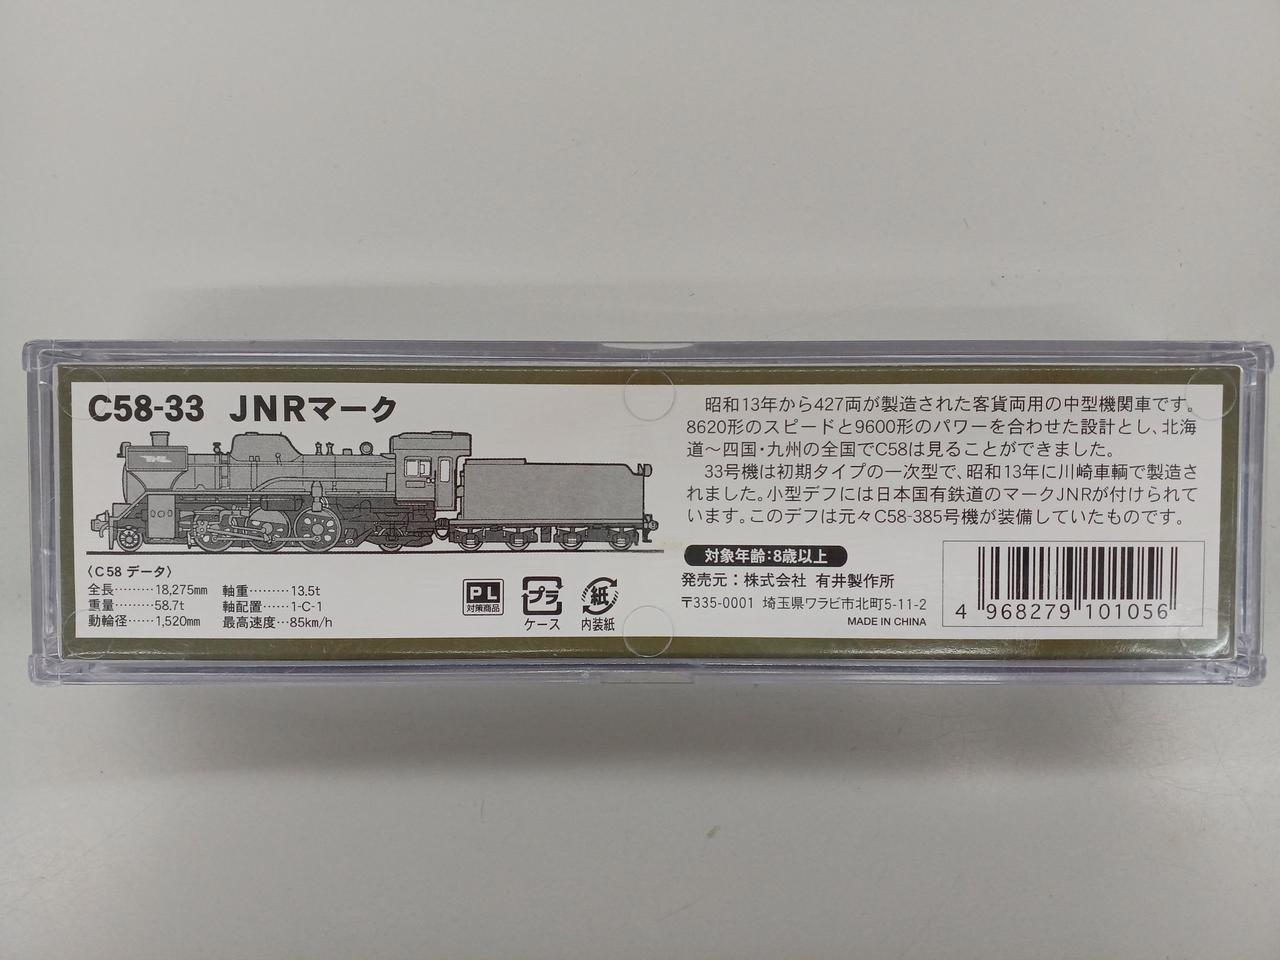 C58-33 JNRマーク
〈C58 データ〉
全長………18,275mm 軸重………13.5t
重量………58.7t 軸配置……1-C-1
動輪径……1,520mm 最高速度…85km/h
PL
対策商品
プラ
ケース
紙
内装紙
昭和13年から427両が製造された客貨両用の中型機関車です。
8620形のスピードと9600形のパワーを合わせた設計とし、北海
道～四国・九州の全国でC58は見ることができました。
33号機は初期タイプの一次型で、昭和13年に川崎車輌で製造さ
れました。小型デフには日本国有鉄道のマークJNRが付けられて
います。このデフは元々C58-385号機が装備していたものです。
対象年齢:8歳以上
発売元：株式会社 有井製作所
〒335-0001 埼玉県ワラビ市北町5-11-2
MADE IN CHINA
4 968279 101056